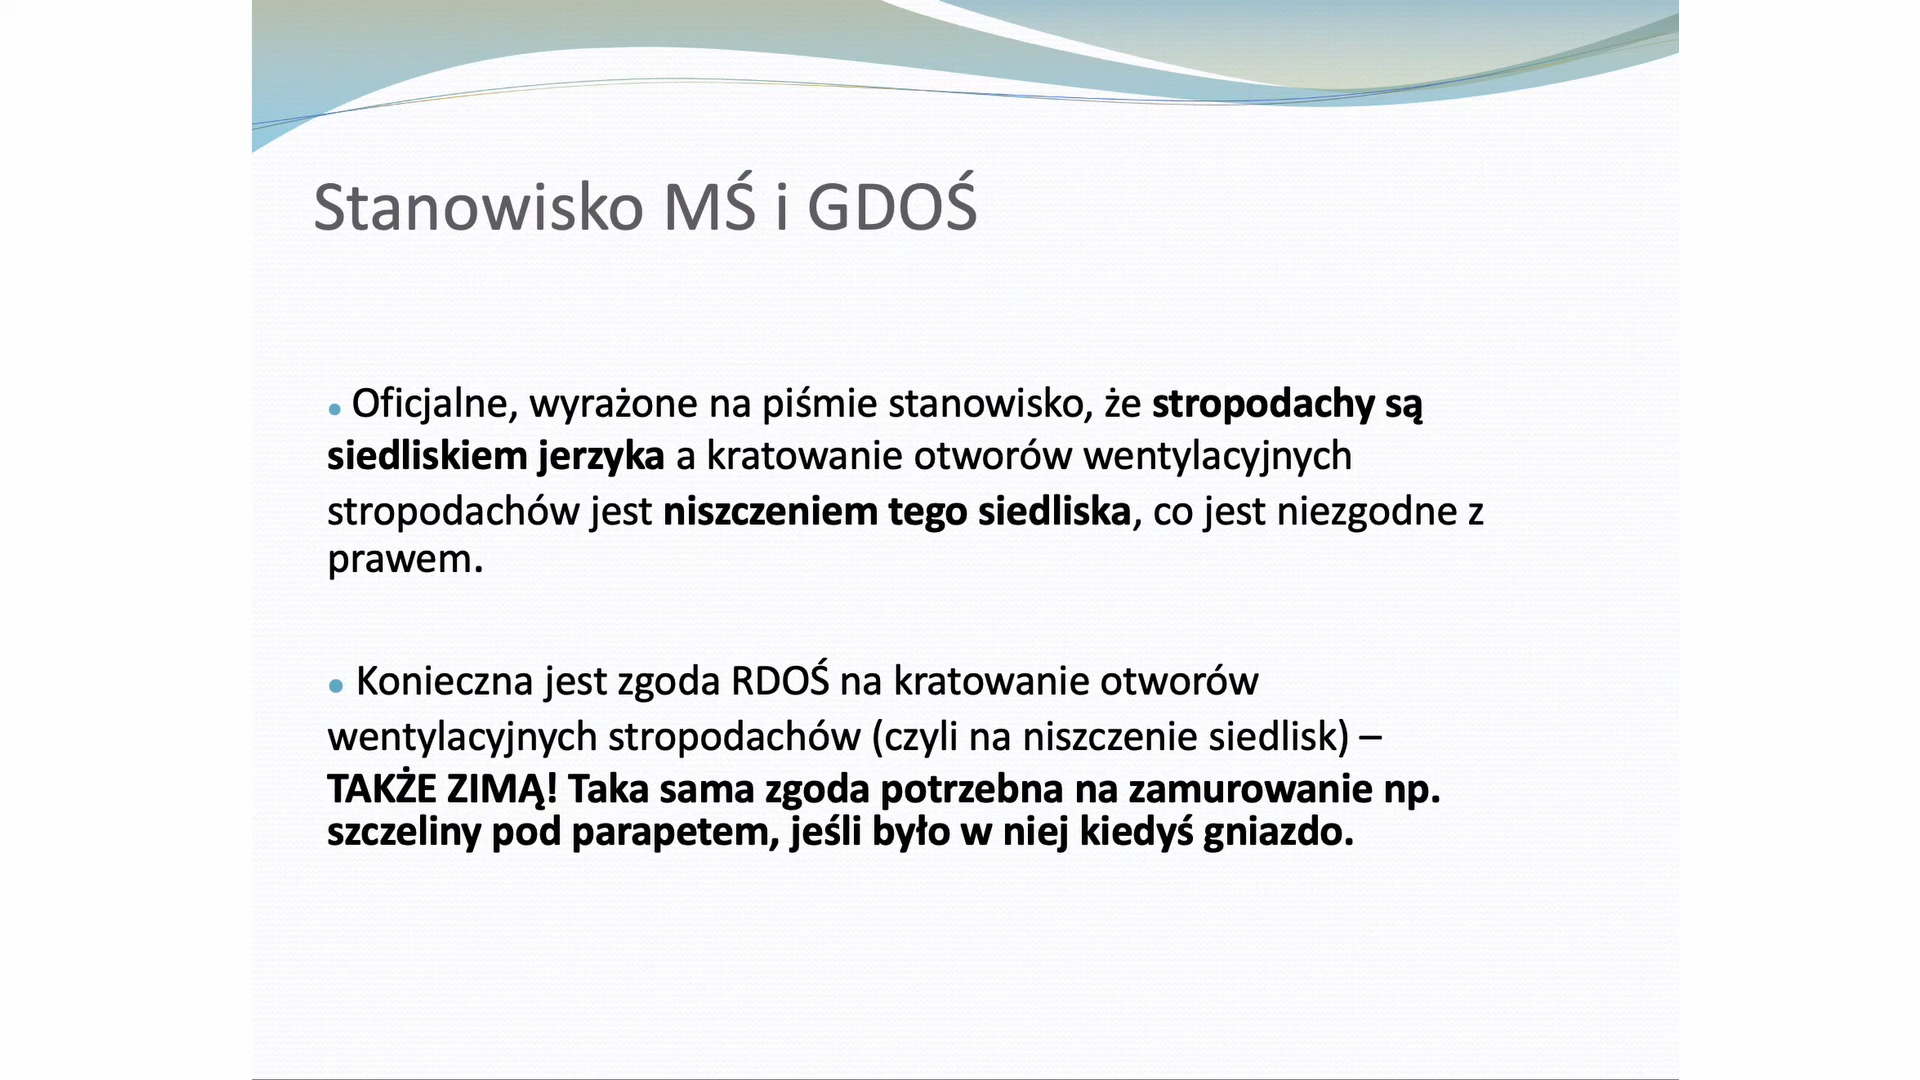 Stanowisko MŚ i GDOŚ
• Oficjalne, wyrażone na piśmie stanowisko, że stropodachy są
siedliskiem jerzyka a kratowanie otworów wentylacyjnych
stropodachów jest niszczeniem tego siedliska, co jest niezgodne z
prawem.
• Konieczna jest zgoda RDOŚ na kratowanie otworów
wentylacyjnych stropodachów (czyli na niszczenie siedlisk) –
TAKŻE ZIMĄ! Taka sama zgoda potrzebna na zamurowanie np.
szczeliny pod parapetem, jeśli było w niej kiedyś gniazdo.